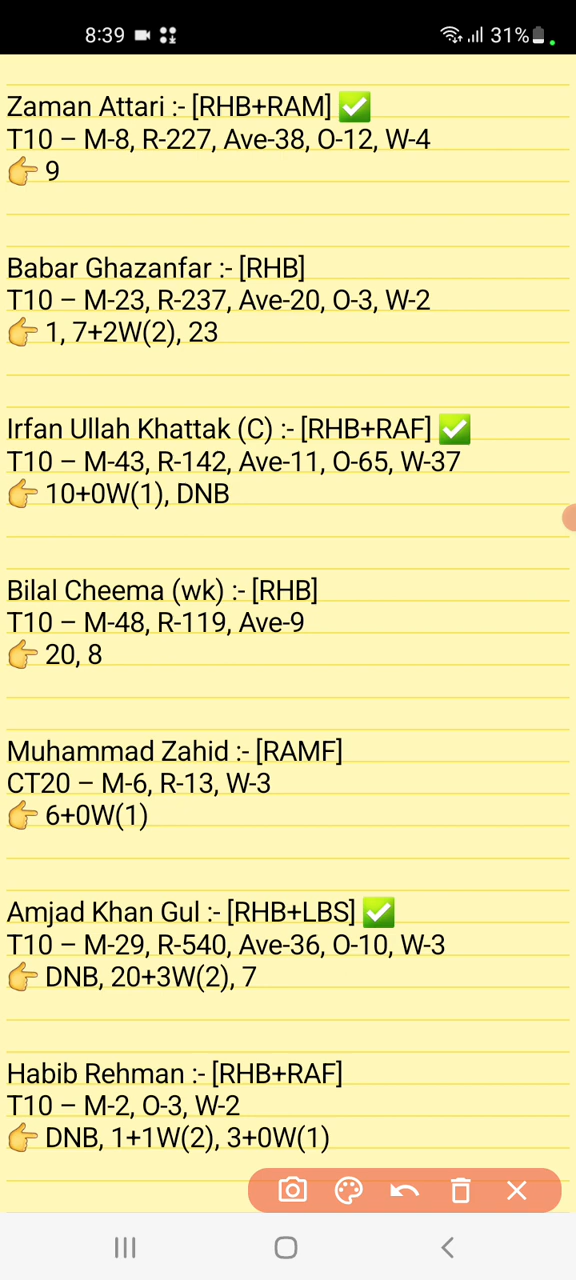 8:39
31%
Zaman Attari :- [RHB+RAM] ✅
T10 – M-8, R-227, Ave-38, O-12, W-4
👉 9
Babar Ghazanfar :- [RHB]
T10 – M-23, R-237, Ave-20, O-3, W-2
👉 1, 7+2W(2), 23
Irfan Ullah Khattak (C) :- [RHB+RAF] ✅
T10 – M-43, R-142, Ave-11, O-65, W-37
👉 10+0W(1), DNB
Bilal Cheema (wk) :- [RHB]
T10 – M-48, R-119, Ave-9
👉 20, 8
Muhammad Zahid :- [RAMF]
CT20 – M-6, R-13, W-3
👉 6+0W(1)
Amjad Khan Gul :- [RHB+LBS] ✅
T10 – M-29, R-540, Ave-36, O-10, W-3
👉 DNB, 20+3W(2), 7
Habib Rehman :- [RHB+RAF]
T10 – M-2, O-3, W-2
👉 DNB, 1+1W(2), 3+0W(1)